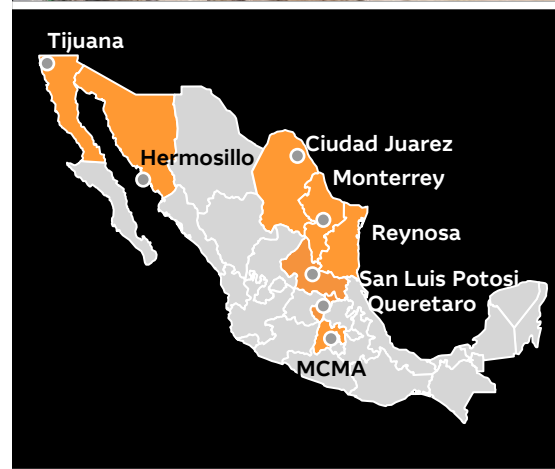 Tijuana
Hermosillo
Ciudad Juarez
Monterrey
Reynosa
San Luis Potosi
Queretaro
MCMA